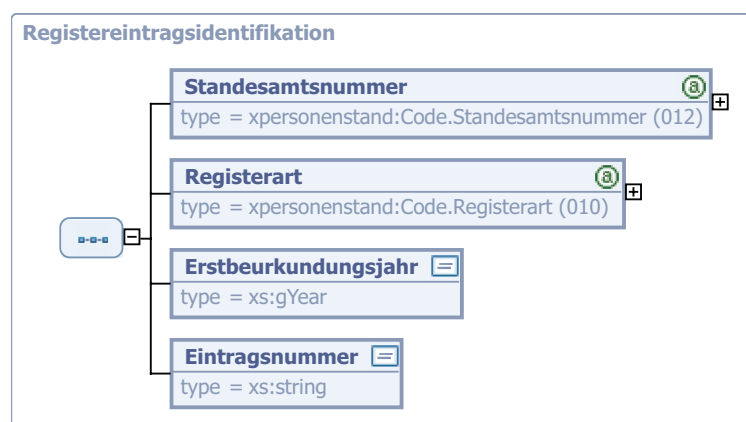 Registereintragsidentifikation
Standesamtsnummer
type = xpersonenstand:Code.Standesamtsnummer (012)
Registerart
type = xpersonenstand:Code.Registerart (010)
Erstbeurkundungsjahr
type = xs:gYear
Eintragsnummer
type = xs:string